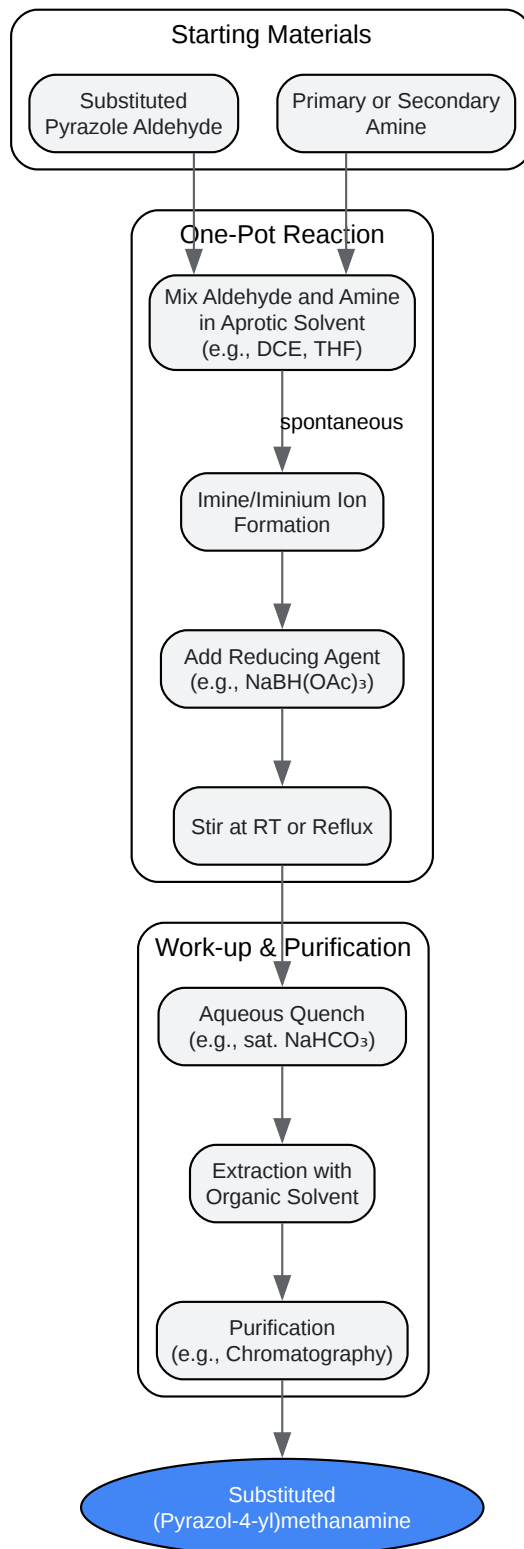 Starting Materials
Substituted
Pyrazole Aldehyde
Primary or Secondary
Amine
One-Pot Reaction
Mix Aldehyde and Amine
in Aprotic Solvent
(e.g., DCE, THF)
spontaneous
Imine/Iminium Ion
Formation
Add Reducing Agent
(e.g., NaBH(OAc)₃)
Stir at RT or Reflux
Work-up & Purification
Aqueous Quench
(e.g., sat. NaHCO₃)
Extraction with
Organic Solvent
Purification
(e.g., Chromatography)
Substituted
(Pyrazol-4-yl)methanamine